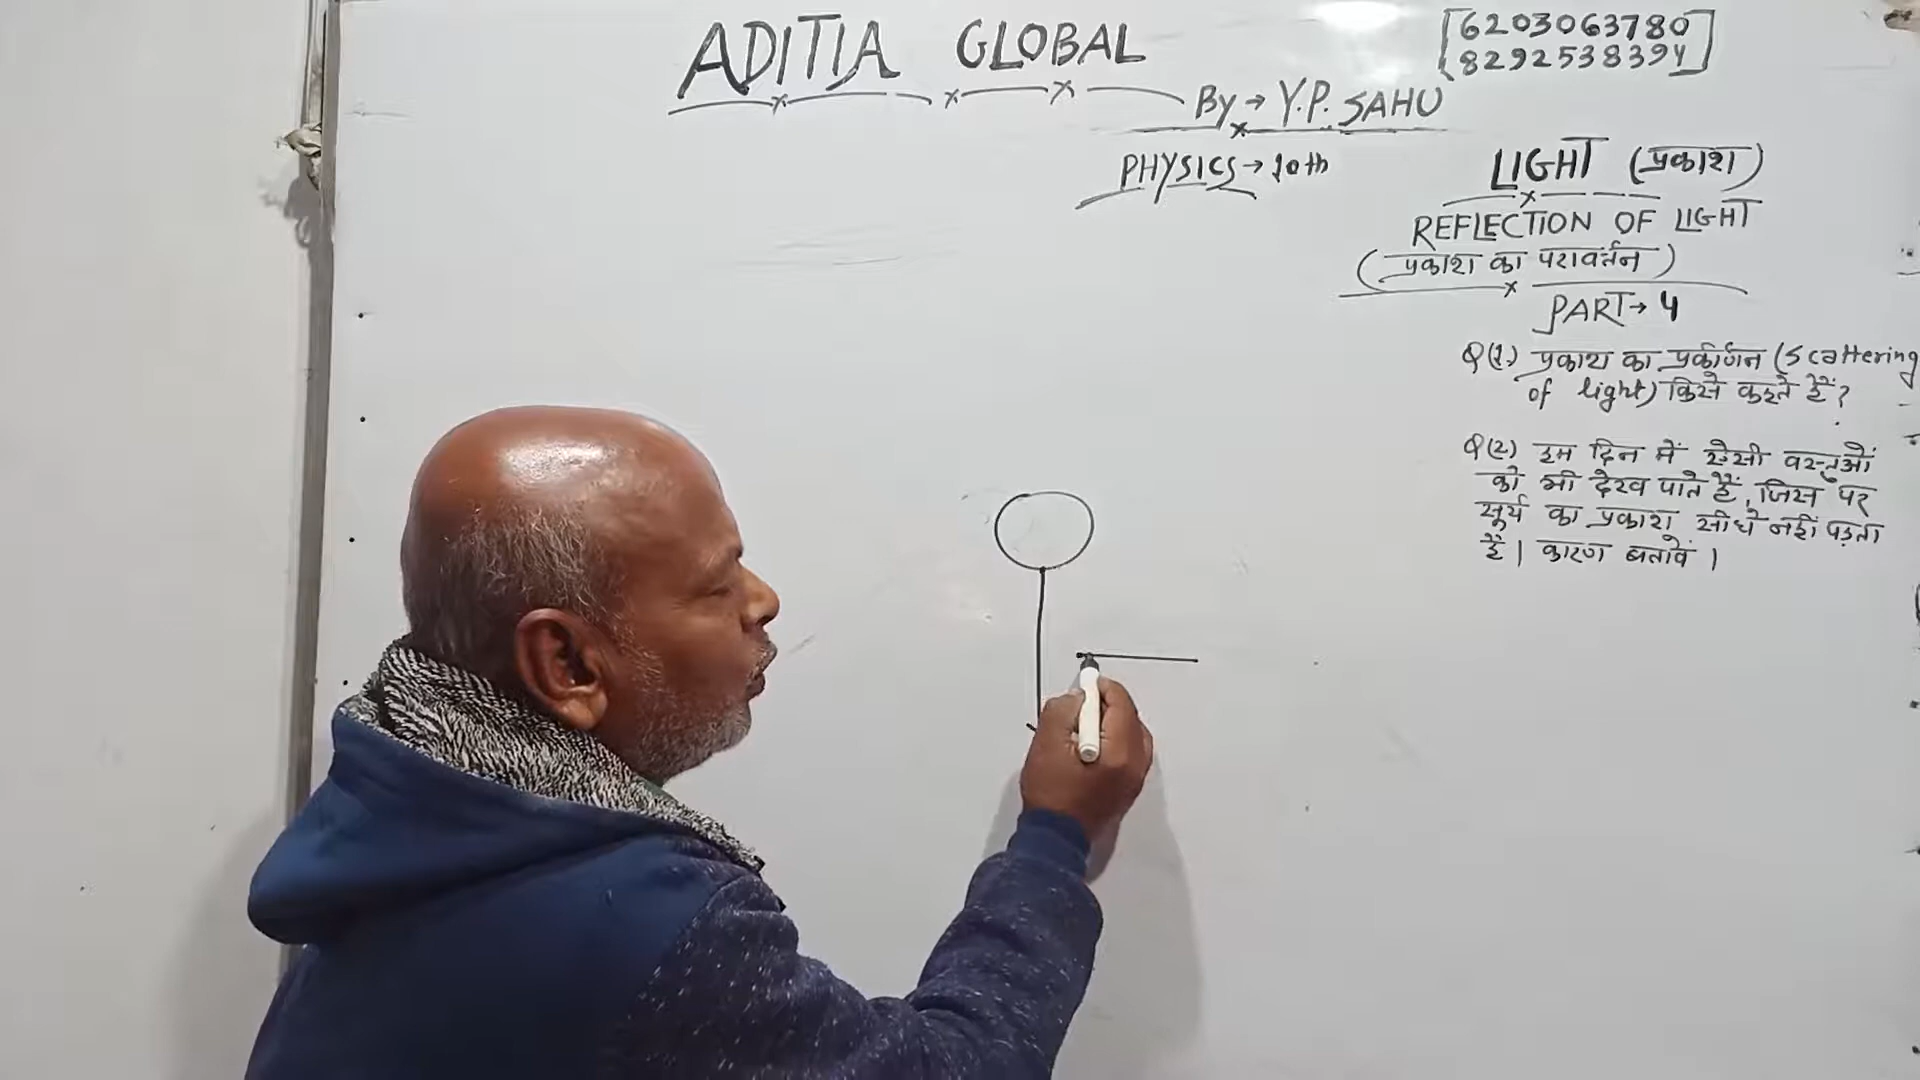 ADITIA GLOBAL
[6203063780
8292538394]
By → Y.P. SAHU
PHYSICS → 10th
LIGHT (प्रकाश)
REFLECTION OF LIGHT
(प्रकाश का परावर्तन)
PART → 4
Q(1.) प्रकाश का प्रकीर्णन (Scattering
of light) किसे कहते हैं?
Q(2.) हम दिन में ऐसी वस्तुओं
को भी देख पाते हैं, जिस पर
सूर्य का प्रकाश सीधे नहीं पड़ता
हैं। कारण बतावें।